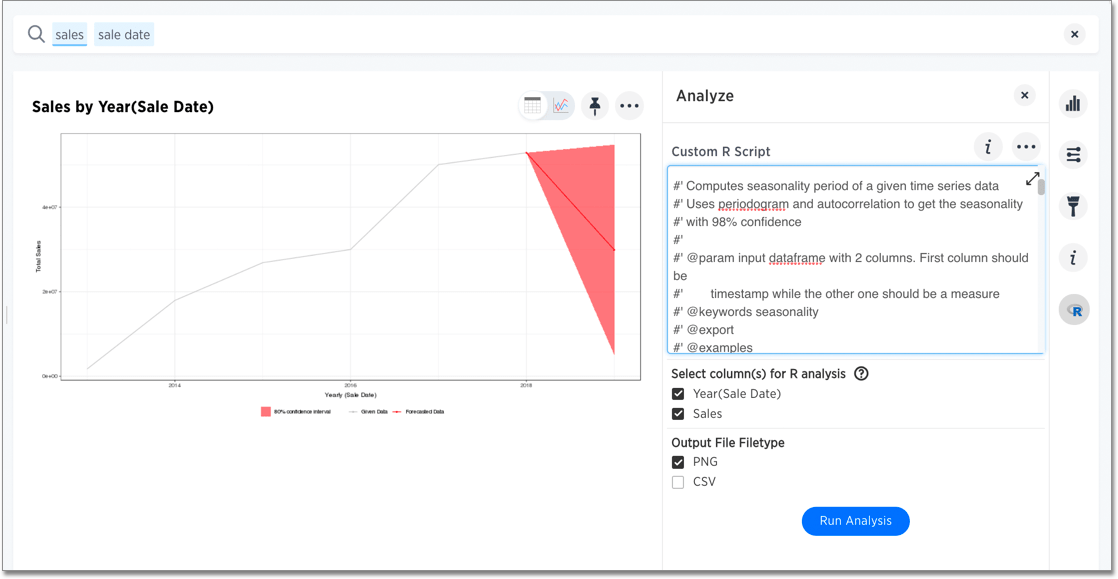 sales sale date
Sales by Year(Sale Date)
4e+07
2e+07
0e+00
Total Sales
2014 2016 2018
Yearly (Sale Date)
80% confidence interval Given Data Forecasted Data
Analyze
Custom R Script
#' Computes seasonality period of a given time series data
#' Uses periodogram and autocorrelation to get the seasonality
#' with 98% confidence
#'
#' @param input dataframe with 2 columns. First column should
be
#' timestamp while the other one should be a measure
#' @keywords seasonality
#' @export
#' @examples
Select column(s) for R analysis ?
Year(Sale Date)
Sales
Output File Filetype
PNG
CSV
Run Analysis
i
i
R